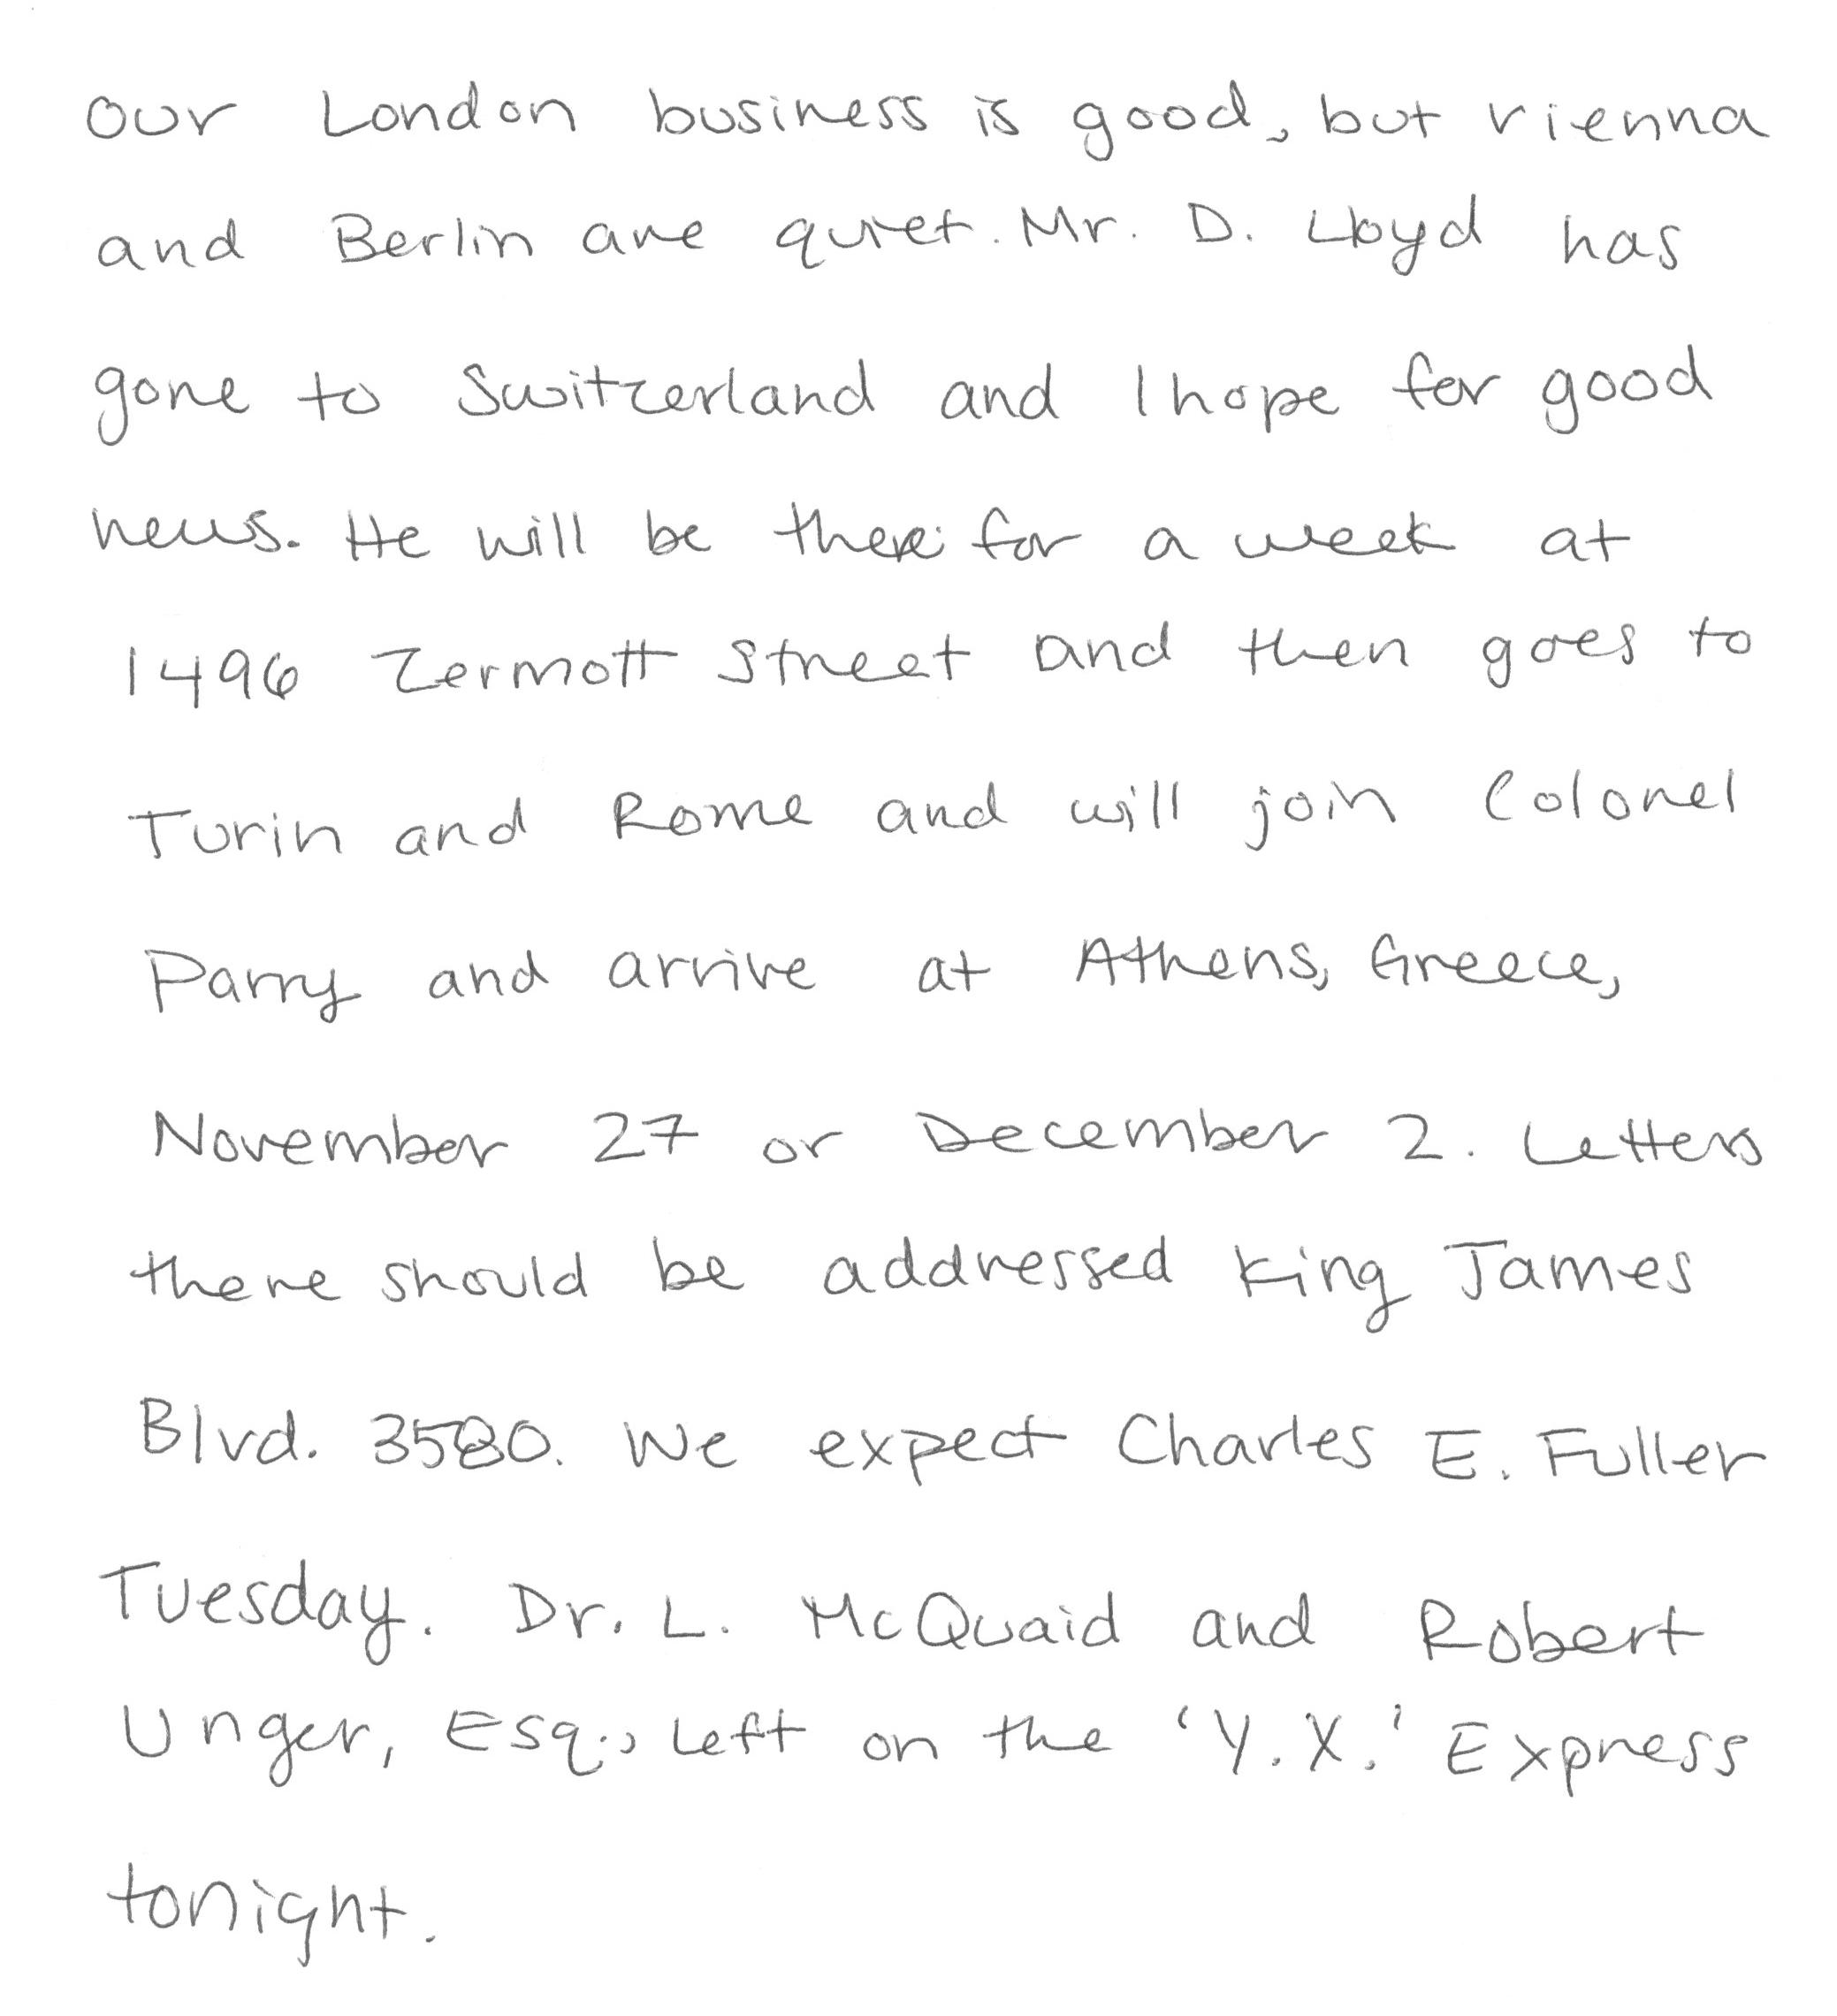 Our London business is good, but Vienna
and Berlin are quiet. Mr. D. Lloyd has
gone to Switzerland and I hope for good
news. He will be there for a week at
1496 Zermott Street and then goes to
Turin and Rome and will join Colonel
Parry and arrive at Athens, Greece,
November 27 or December 2. Letters
there should be addressed King James
Blvd. 3580. We expect Charles E. Fuller
Tuesday. Dr. L. McQuaid and Robert
Unger, Esq., Left on the 'Y.X.' Express
tonight.